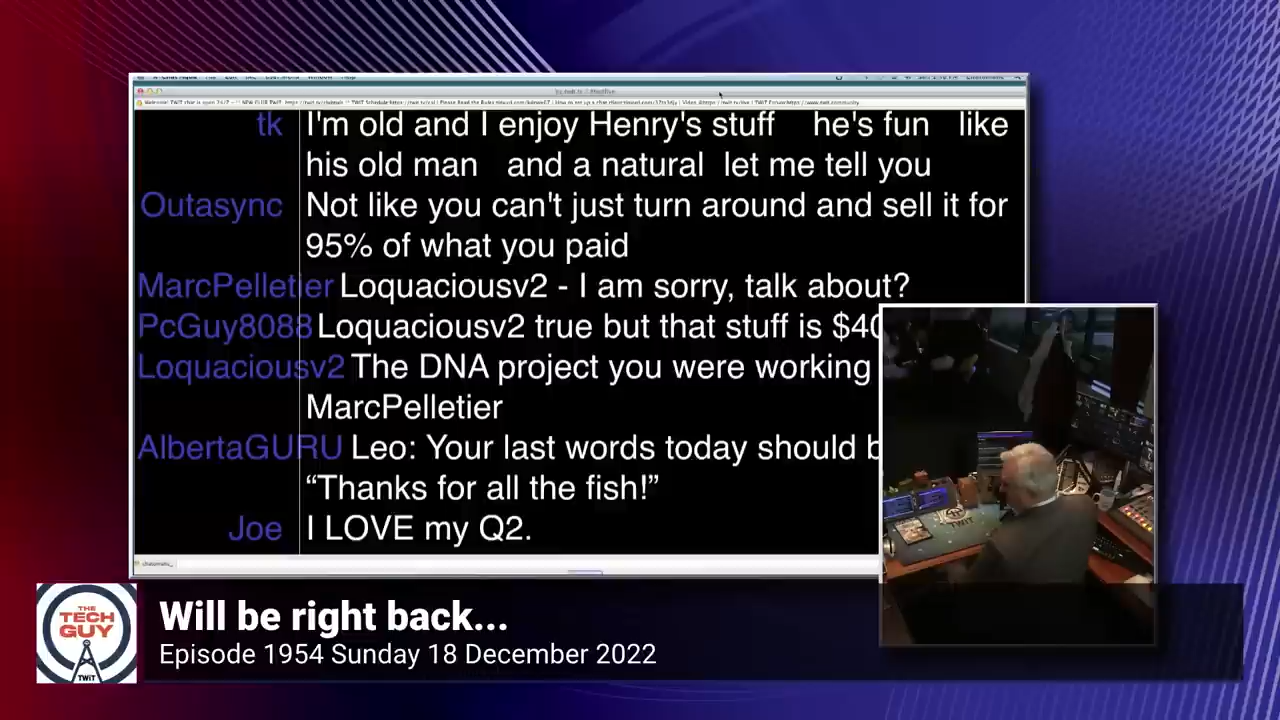 tk I'm old and I enjoy Henry's stuff he's fun like
his old man and a natural let me tell you
Outasync Not like you can't just turn around and sell it for
95% of what you paid
MarcPelletier Loquaciousv2 - I am sorry, talk about?
PcGuy8088 Loquaciousv2 true but that stuff is $40
Loquaciousv2 The DNA project you were working
MarcPelletier
AlbertaGURU Leo: Your last words today should b
“Thanks for all the fish!”
Joe I LOVE my Q2.
THE
TECH
GUY
TWiT
Will be right back...
Episode 1954 Sunday 18 December 2022